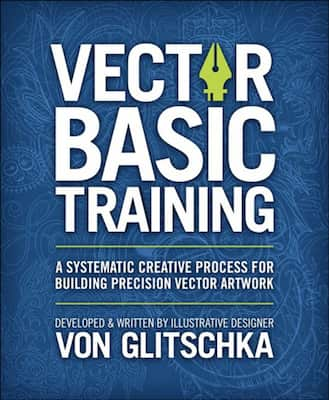 VECTOR
BASIC
TRAINING
A SYSTEMATIC CREATIVE PROCESS FOR
BUILDING PRECISION VECTOR ARTWORK
DEVELOPED & WRITTEN BY ILLUSTRATIVE DESIGNER
VON GLITSCHKA